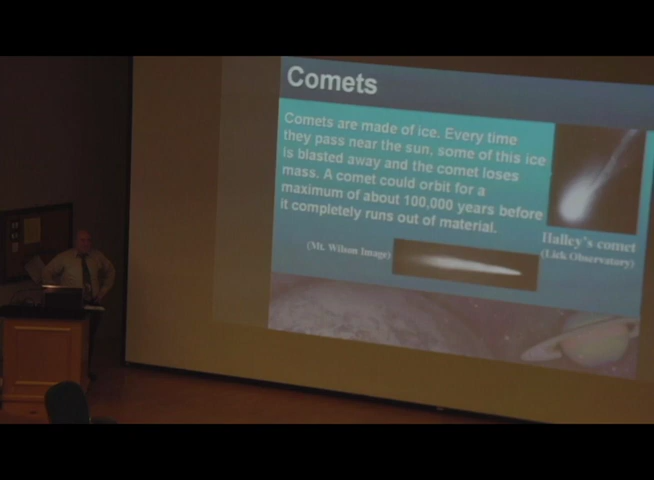 Comets
Comets are made of ice. Every time
they pass near the sun, some of this ice
is blasted away and the comet loses
mass. A comet could orbit for a
maximum of about 100,000 years before
it completely runs out of material.
Halley's comet
(Lick Observatory)
(Mt. Wilson Image)